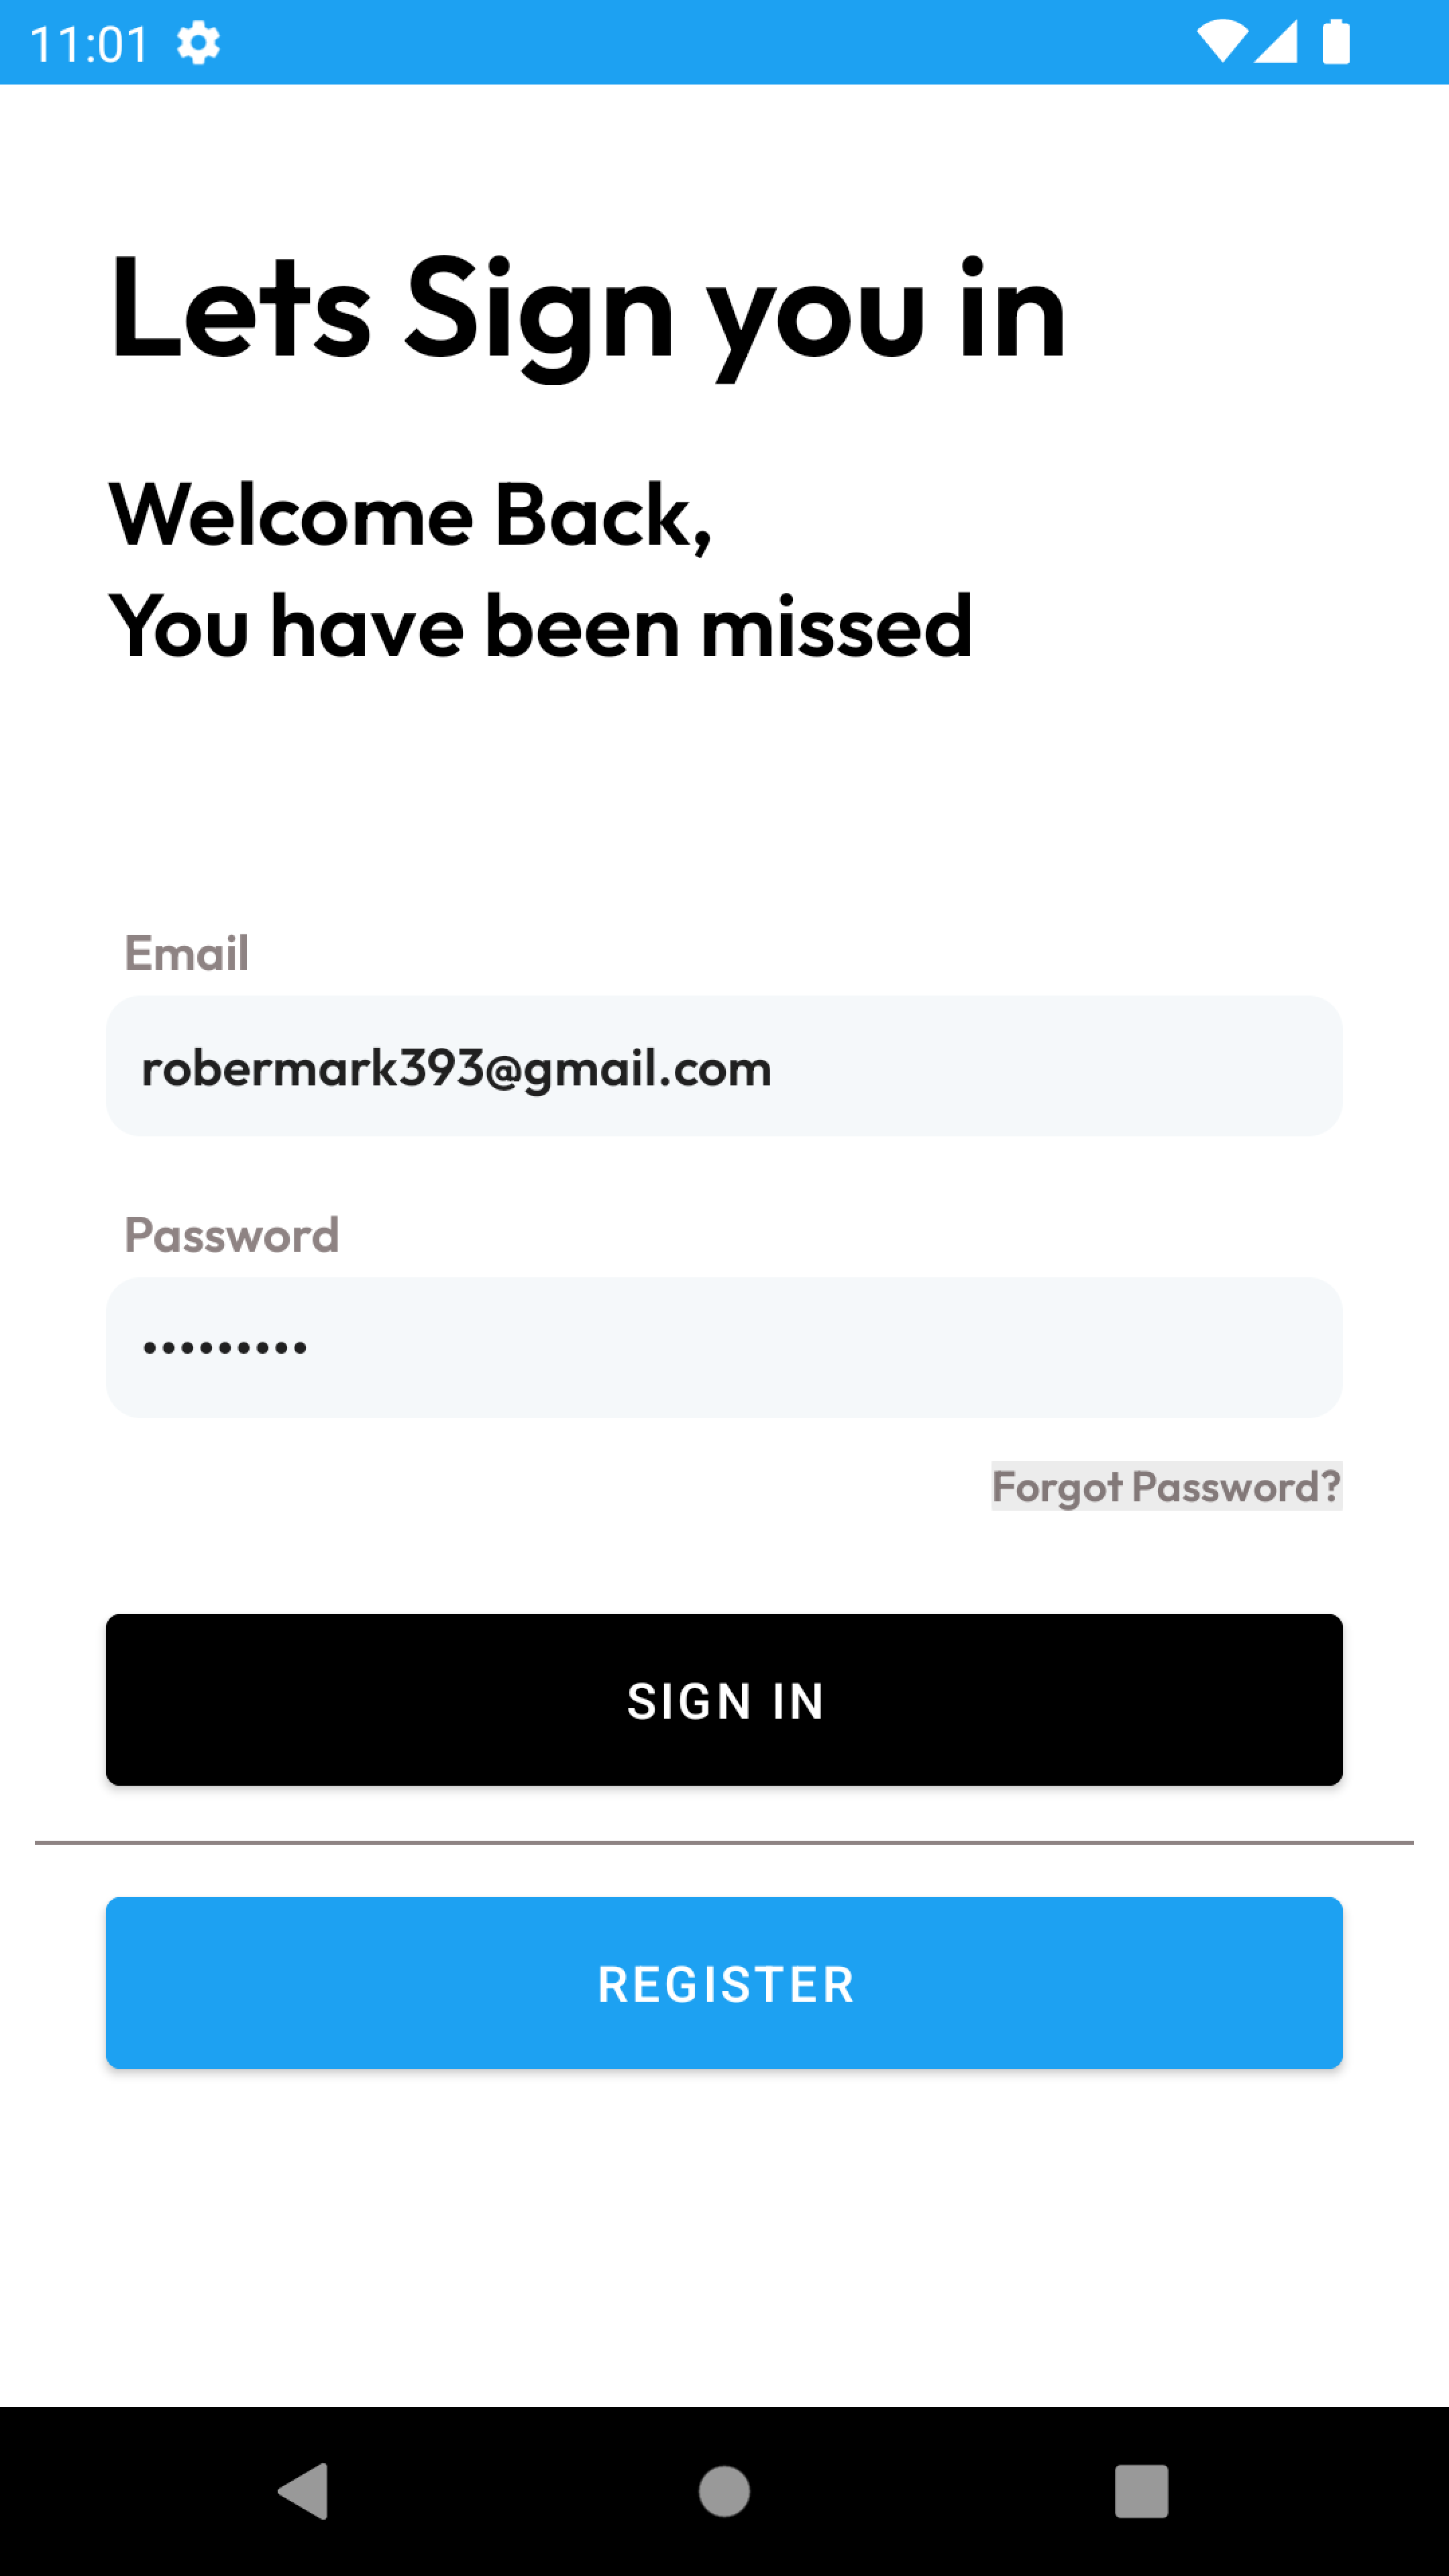 11:01
Lets Sign you in
Welcome Back,
You have been missed
Email
robermark393@gmail.com
Password
•••••••••
Forgot Password?
SIGN IN
REGISTER